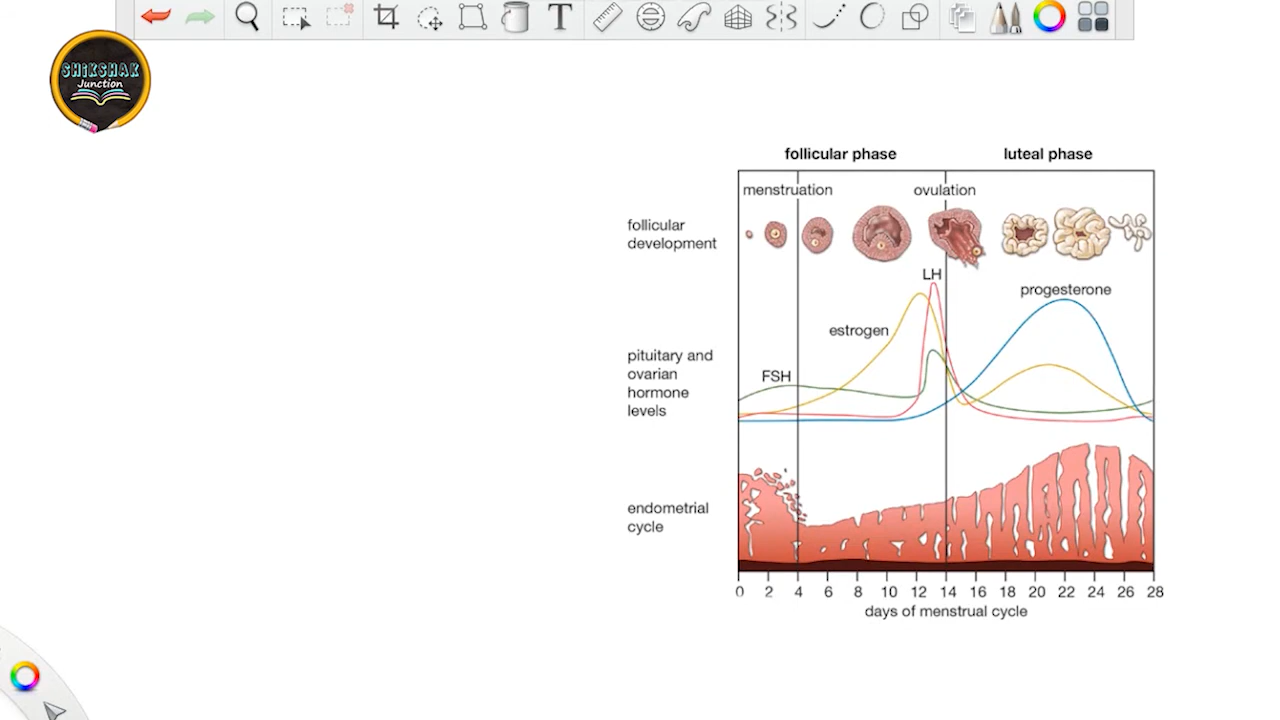 SHIKSHAK
Junction
follicular phase
luteal phase
menstruation
ovulation
follicular
development
LH
progesterone
estrogen
pituitary and
ovarian
hormone
levels
FSH
endometrial
cycle
0 2 4 6 8 10 12 14 16 18 20 22 24 26 28
days of menstrual cycle